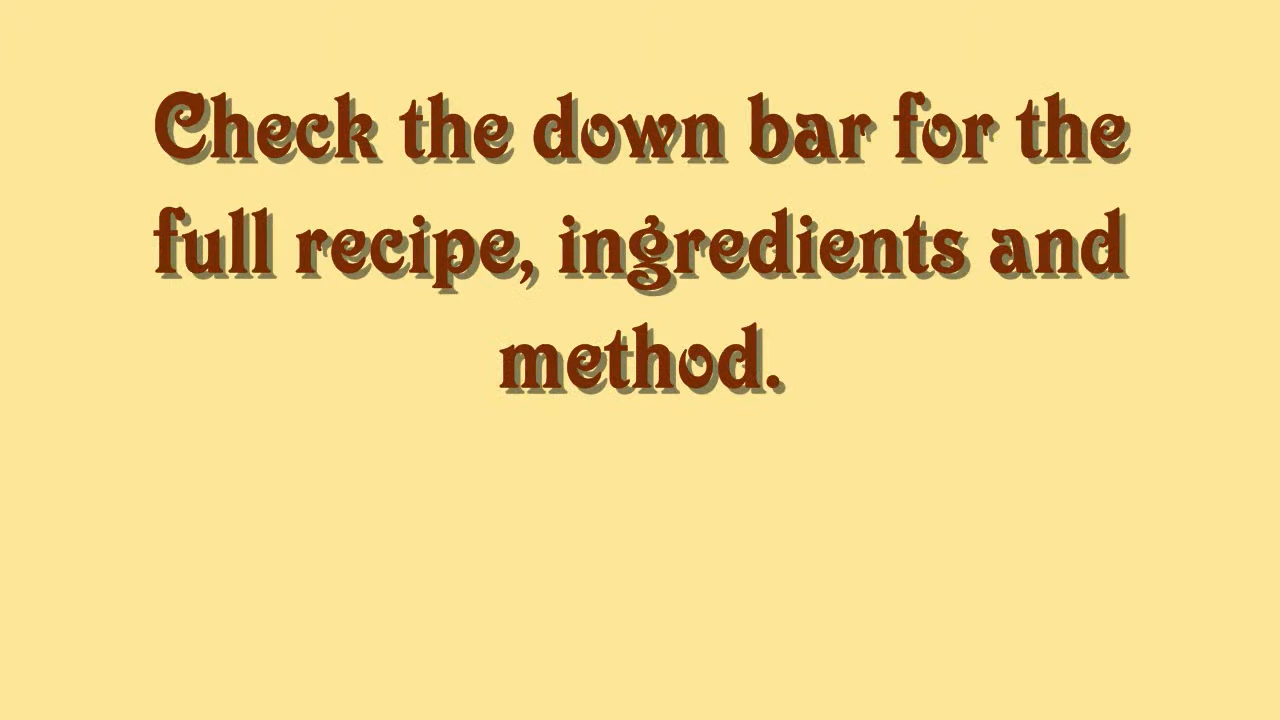 Check the down bar for the
full recipe, ingredients and
method.